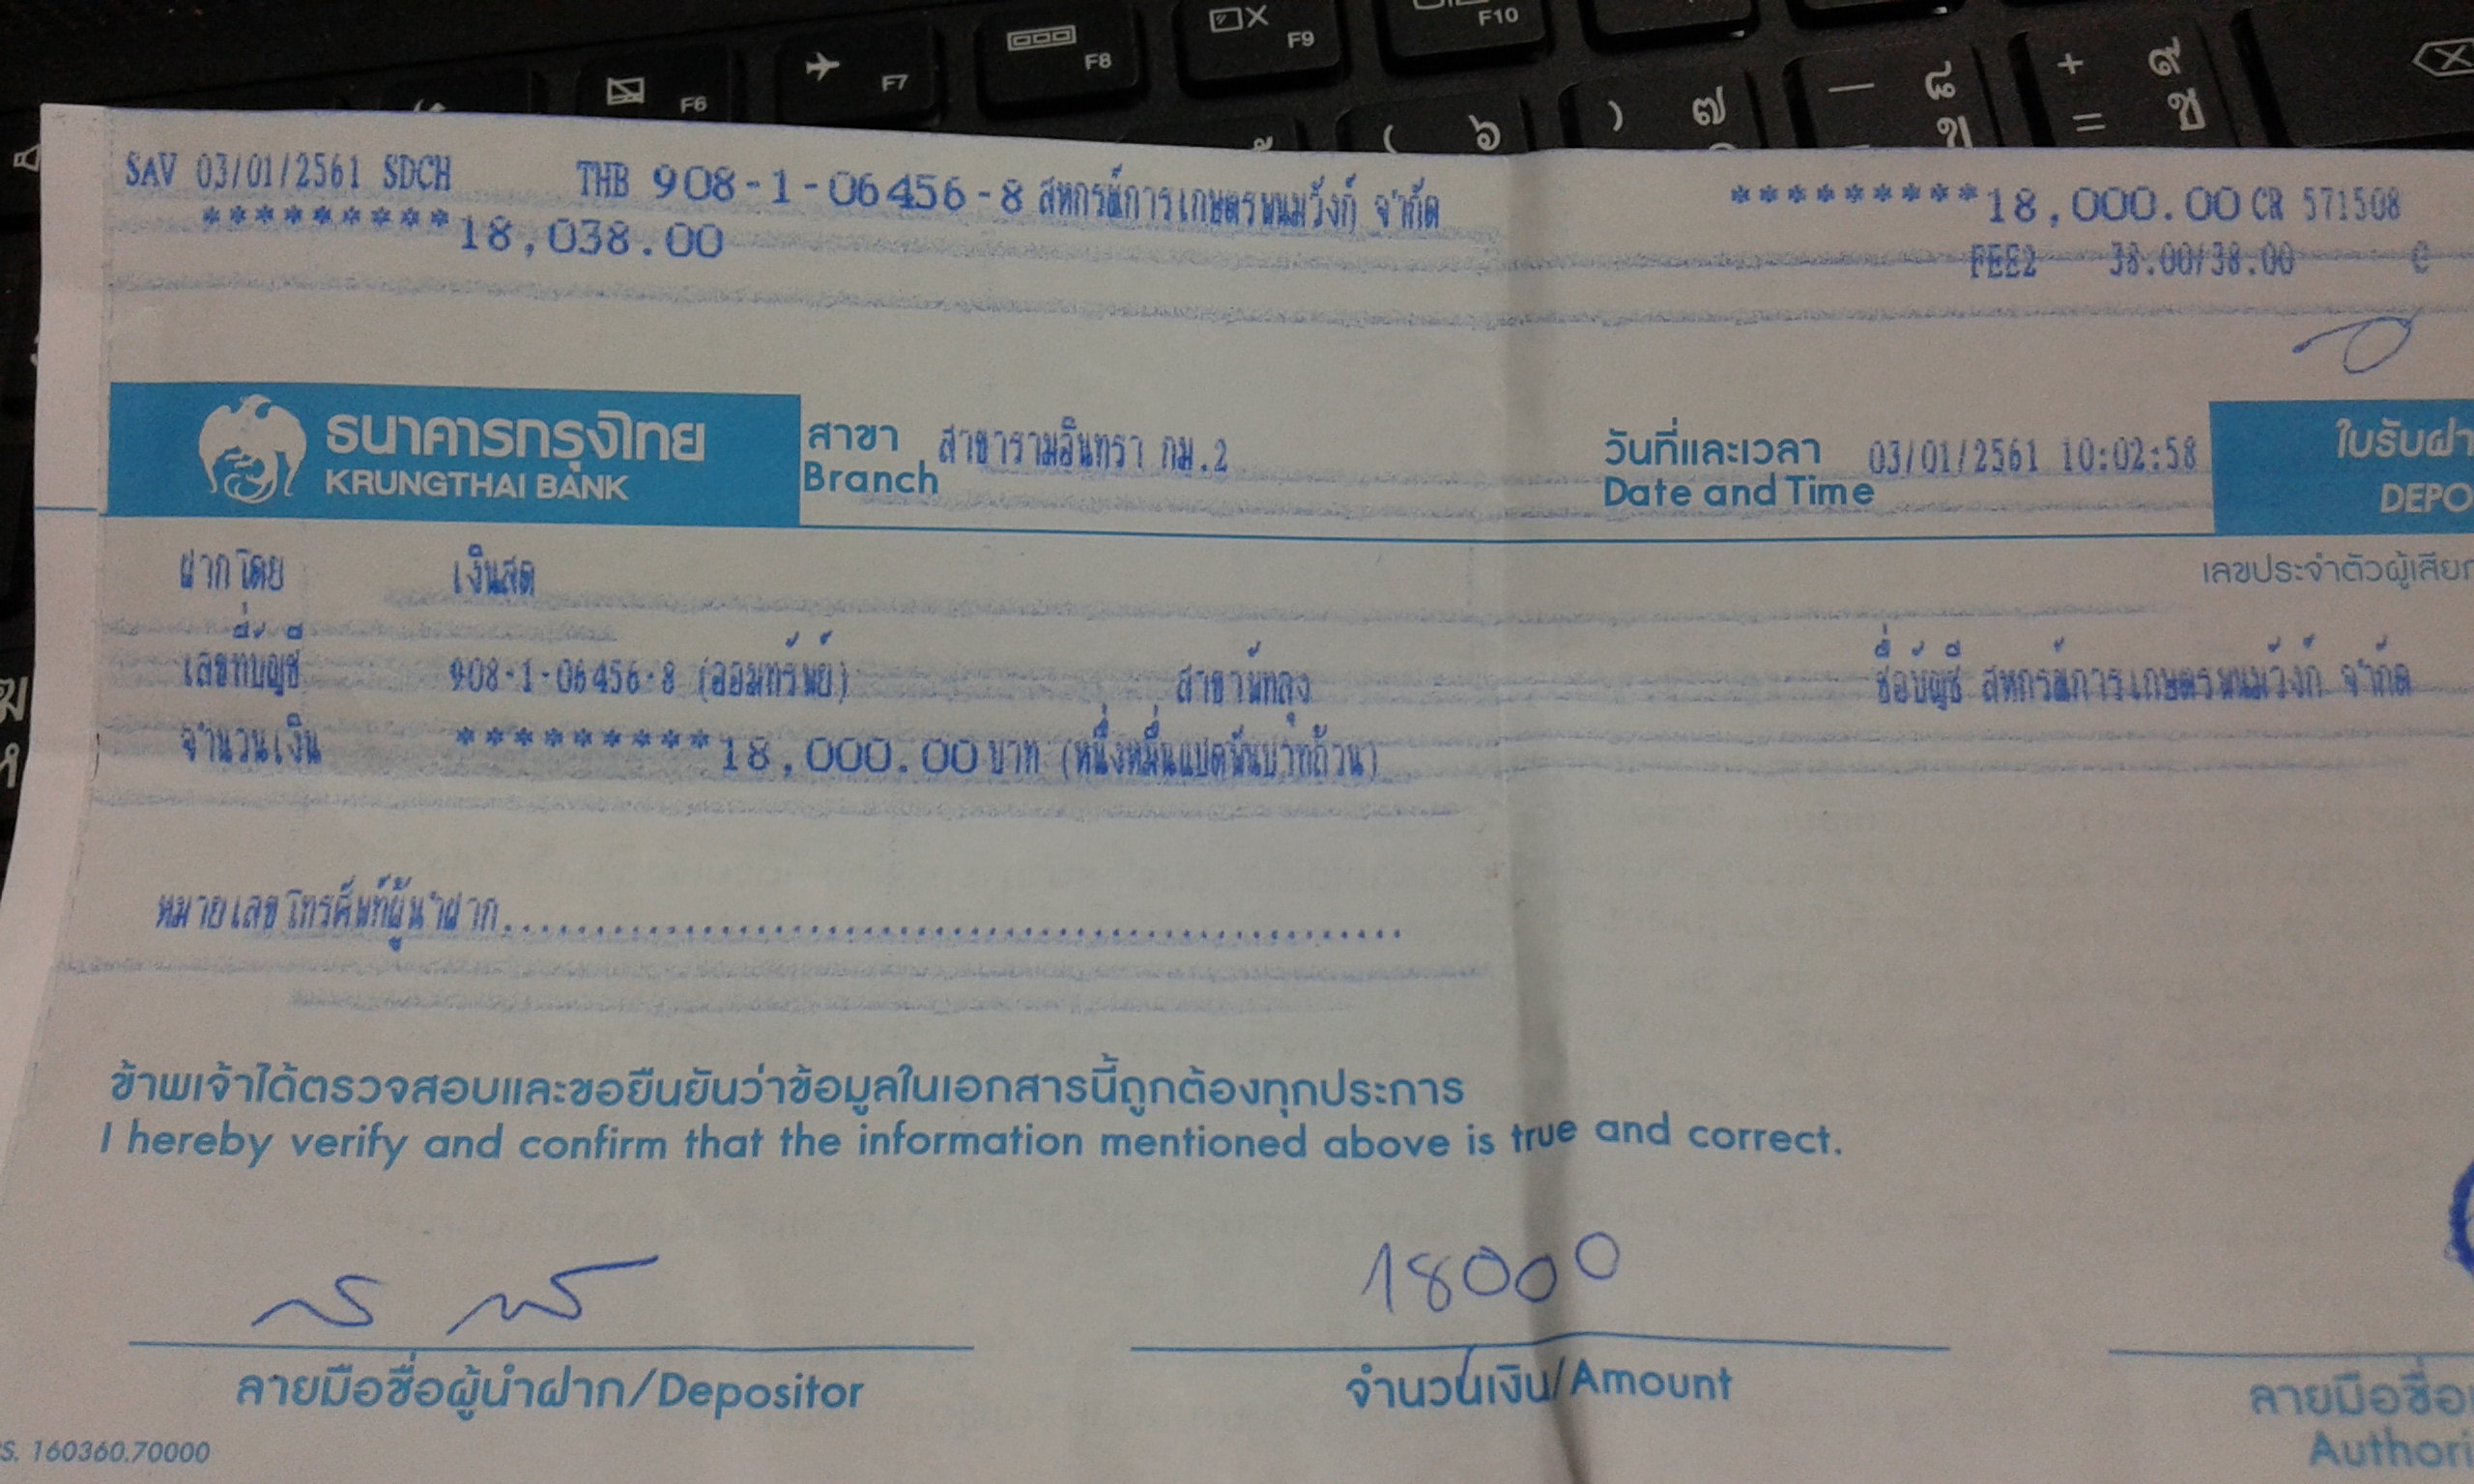 F6 F7 F8 F9 F10
SAV 03/01/2561 SDCH THB 908-1-06456-8 สหกรณ์การเกษตรพนมวังก์ จำกัด **********18,000.00 CR 571508
**********18,038.00 FEE2 38.00/38.00 C
ธนาคารกรุงไทย
KRUNGTHAI BANK
สาขา สาขารามอินทรา กม.2
Branch
วันที่และเวลา 03/01/2561 10:02:58
Date and Time
ใบรับฝา
DEPO
ฝากโดย เงินสด
เลขประจำตัวผู้เสีย
เลขที่บัญชี 908-1-06456-8 (ออมทรัพย์) สาขาพัทลุง ชื่อบัญชี สหกรณ์การเกษตรพนมวังก์ จำกัด
จำนวนเงิน **********18,000.00 บาท (หนึ่งหมื่นแปดพันบาทถ้วน)
หมายเลขโทรศัพท์ผู้นำฝาก..................................................
ข้าพเจ้าได้ตรวจสอบและขอยืนยันว่าข้อมูลในเอกสารนี้ถูกต้องทุกประการ
I hereby verify and confirm that the information mentioned above is true and correct.
18000
ลายมือชื่อผู้นำฝาก/Depositor
จำนวนเงิน/Amount
ลายมือชื่อ
Authori
S. 160360.70000